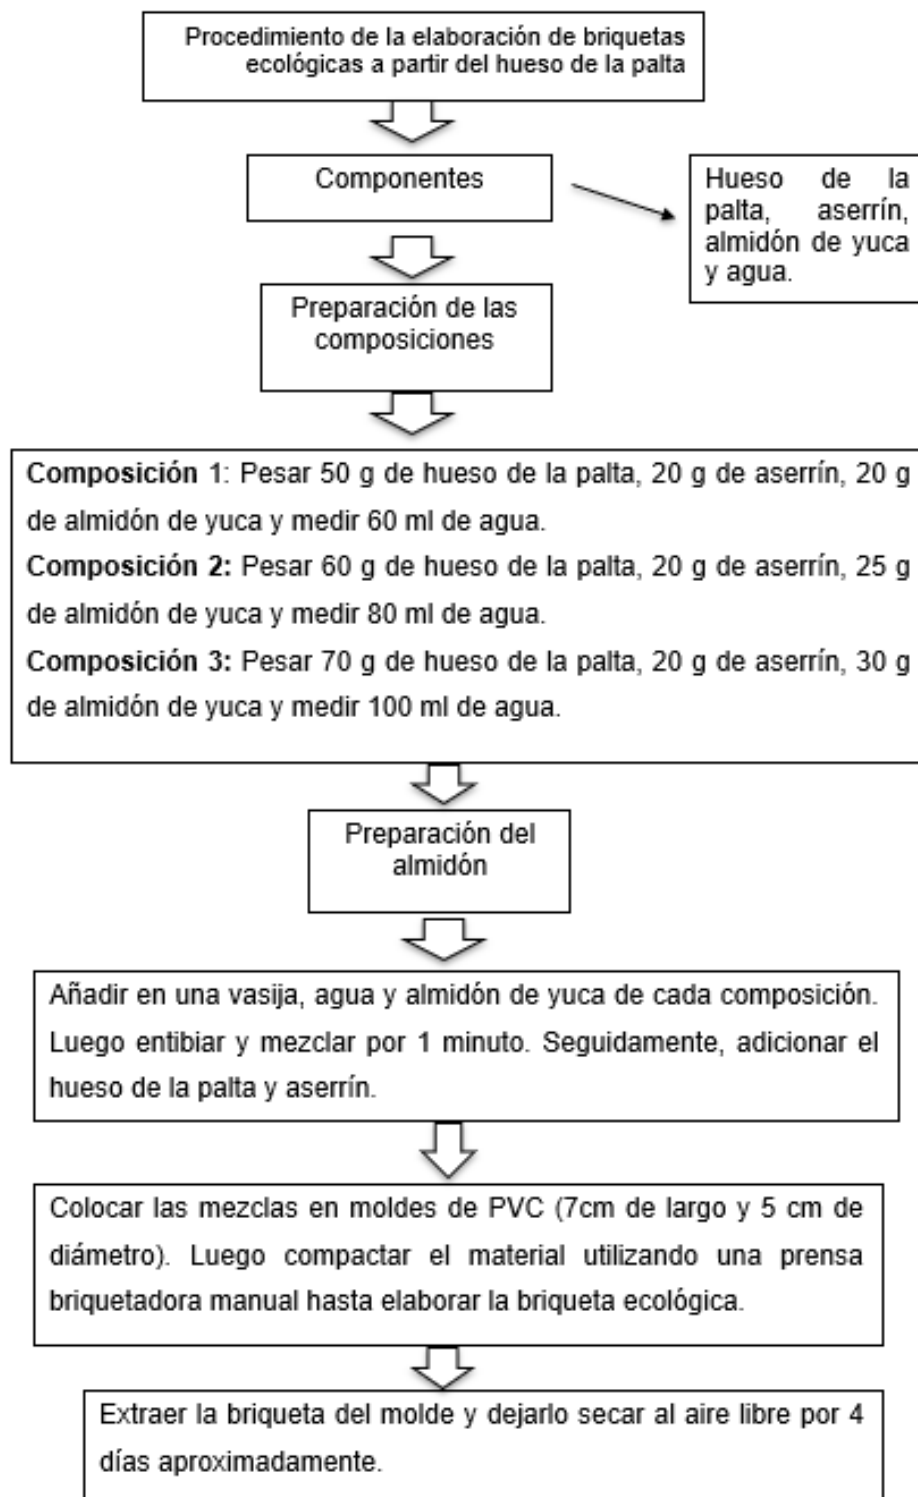 Procedimiento de la elaboración de briquetas
ecológicas a partir del hueso de la palta
Componentes
Hueso de la
palta, aserrín,
almidón de yuca
y agua.
Preparación de las
composiciones
Composición 1: Pesar 50 g de hueso de la palta, 20 g de aserrín, 20 g
de almidón de yuca y medir 60 ml de agua.
Composición 2: Pesar 60 g de hueso de la palta, 20 g de aserrín, 25 g
de almidón de yuca y medir 80 ml de agua.
Composición 3: Pesar 70 g de hueso de la palta, 20 g de aserrín, 30 g
de almidón de yuca y medir 100 ml de agua.
Preparación del
almidón
Añadir en una vasija, agua y almidón de yuca de cada composición.
Luego entibiar y mezclar por 1 minuto. Seguidamente, adicionar el
hueso de la palta y aserrín.
Colocar las mezclas en moldes de PVC (7cm de largo y 5 cm de
diámetro). Luego compactar el material utilizando una prensa
briquetadora manual hasta elaborar la briqueta ecológica.
Extraer la briqueta del molde y dejarlo secar al aire libre por 4
días aproximadamente.